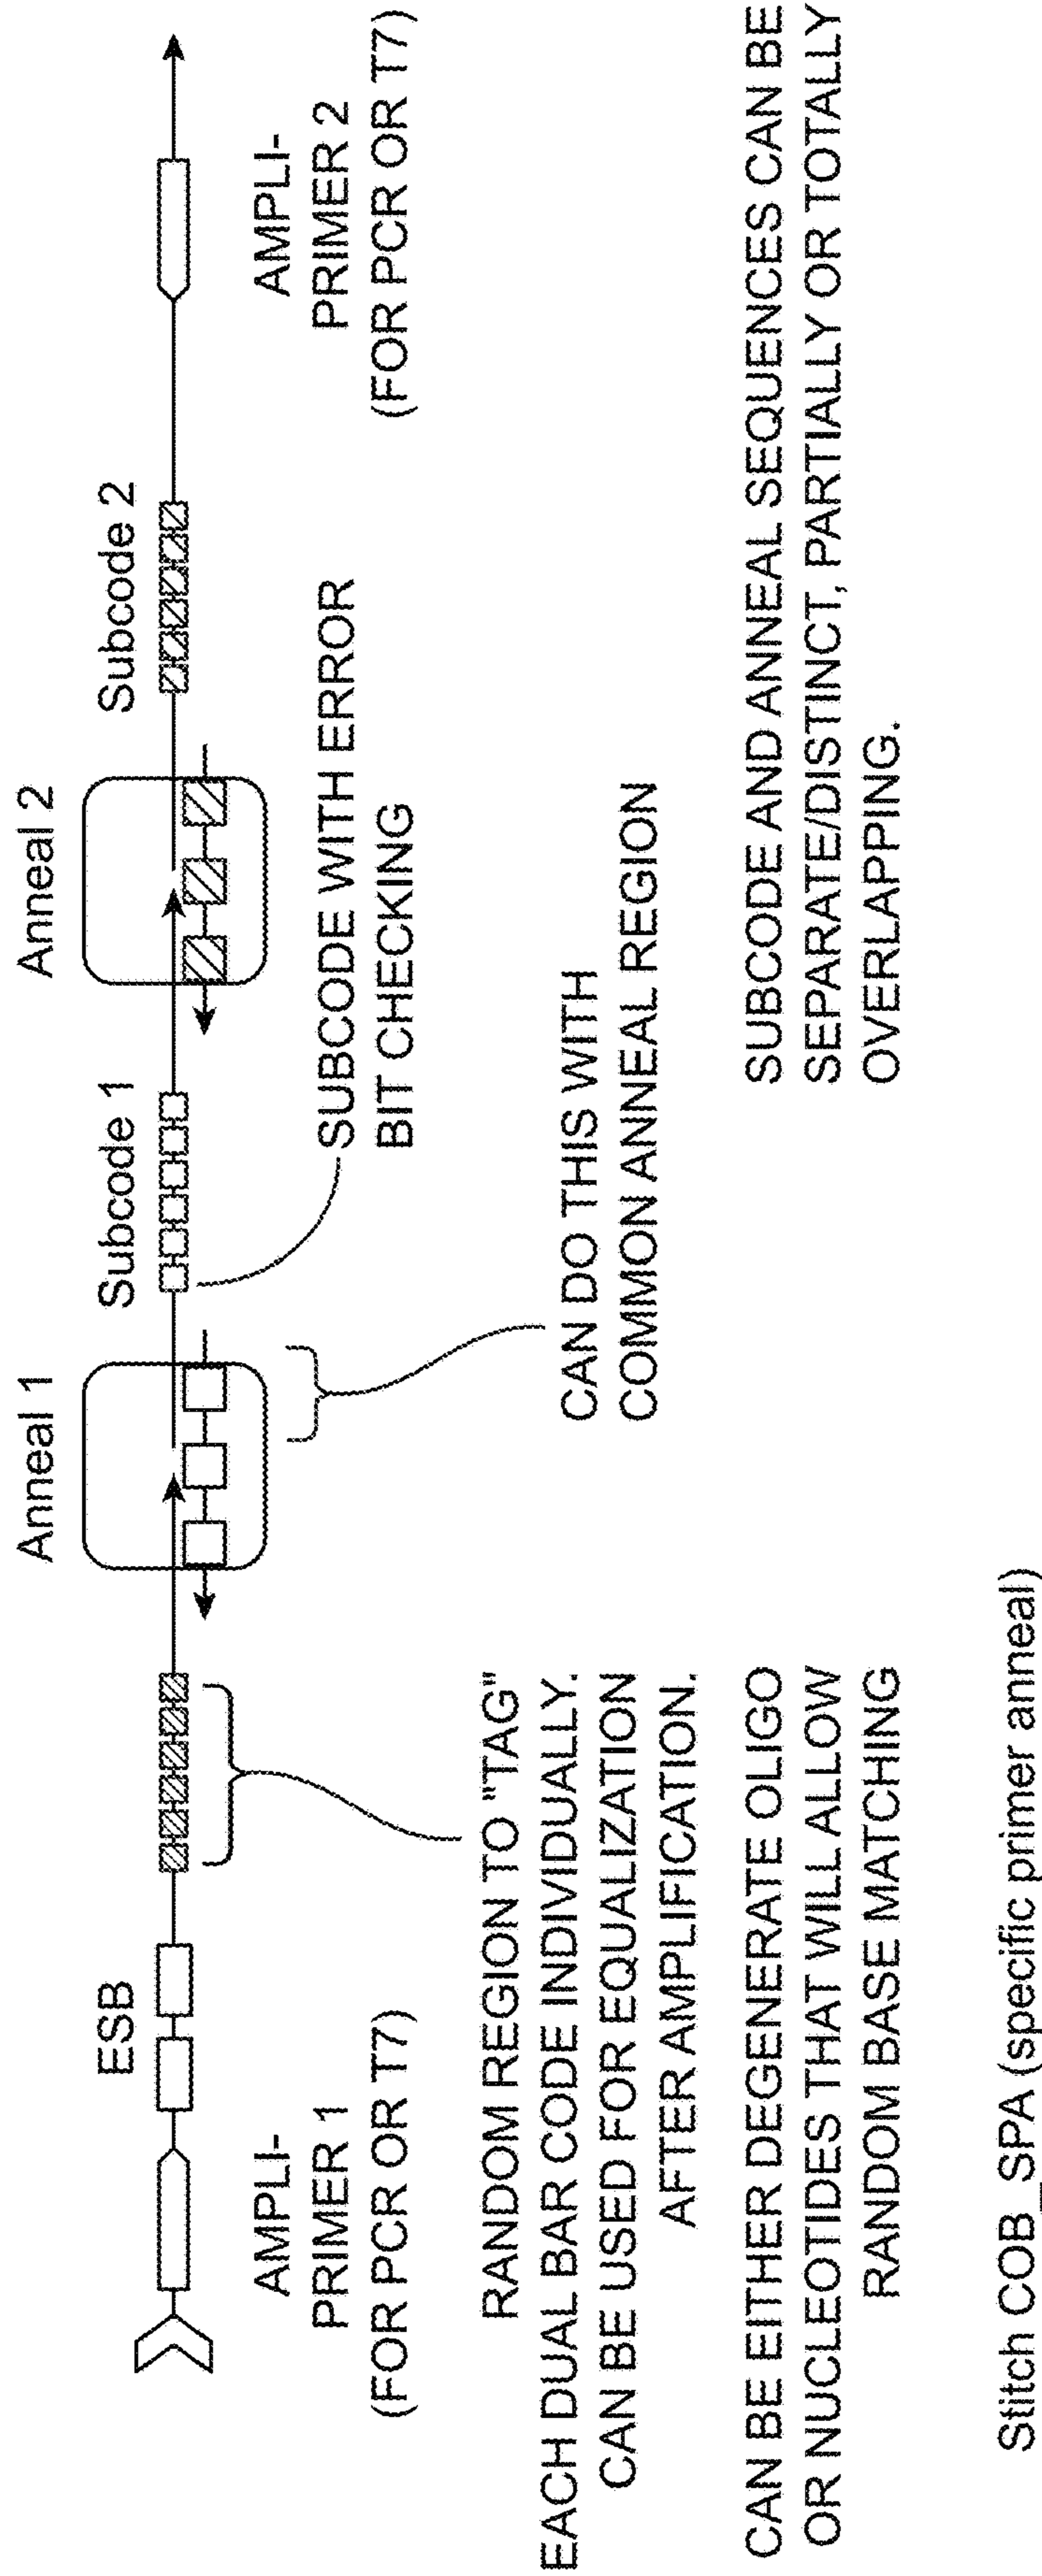 Anneal 1
Anneal 2
ESB
Subcode 1
Subcode 2
AMPLI-
PRIMER 1
(FOR PCR OR T7)
SUBCODE WITH ERROR
BIT CHECKING
AMPLI-
PRIMER 2
(FOR PCR OR T7)
RANDOM REGION TO "TAG"
EACH DUAL BAR CODE INDIVIDUALLY.
CAN BE USED FOR EQUALIZATION
AFTER AMPLIFICATION.
CAN DO THIS WITH
COMMON ANNEAL REGION
CAN BE EITHER DEGENERATE OLIGO
OR NUCLEOTIDES THAT WILL ALLOW
RANDOM BASE MATCHING
SUBCODE AND ANNEAL SEQUENCES CAN BE
SEPARATE/DISTINCT, PARTIALLY OR TOTALLY
OVERLAPPING.
Stitch COB_SPA (specific primer anneal)